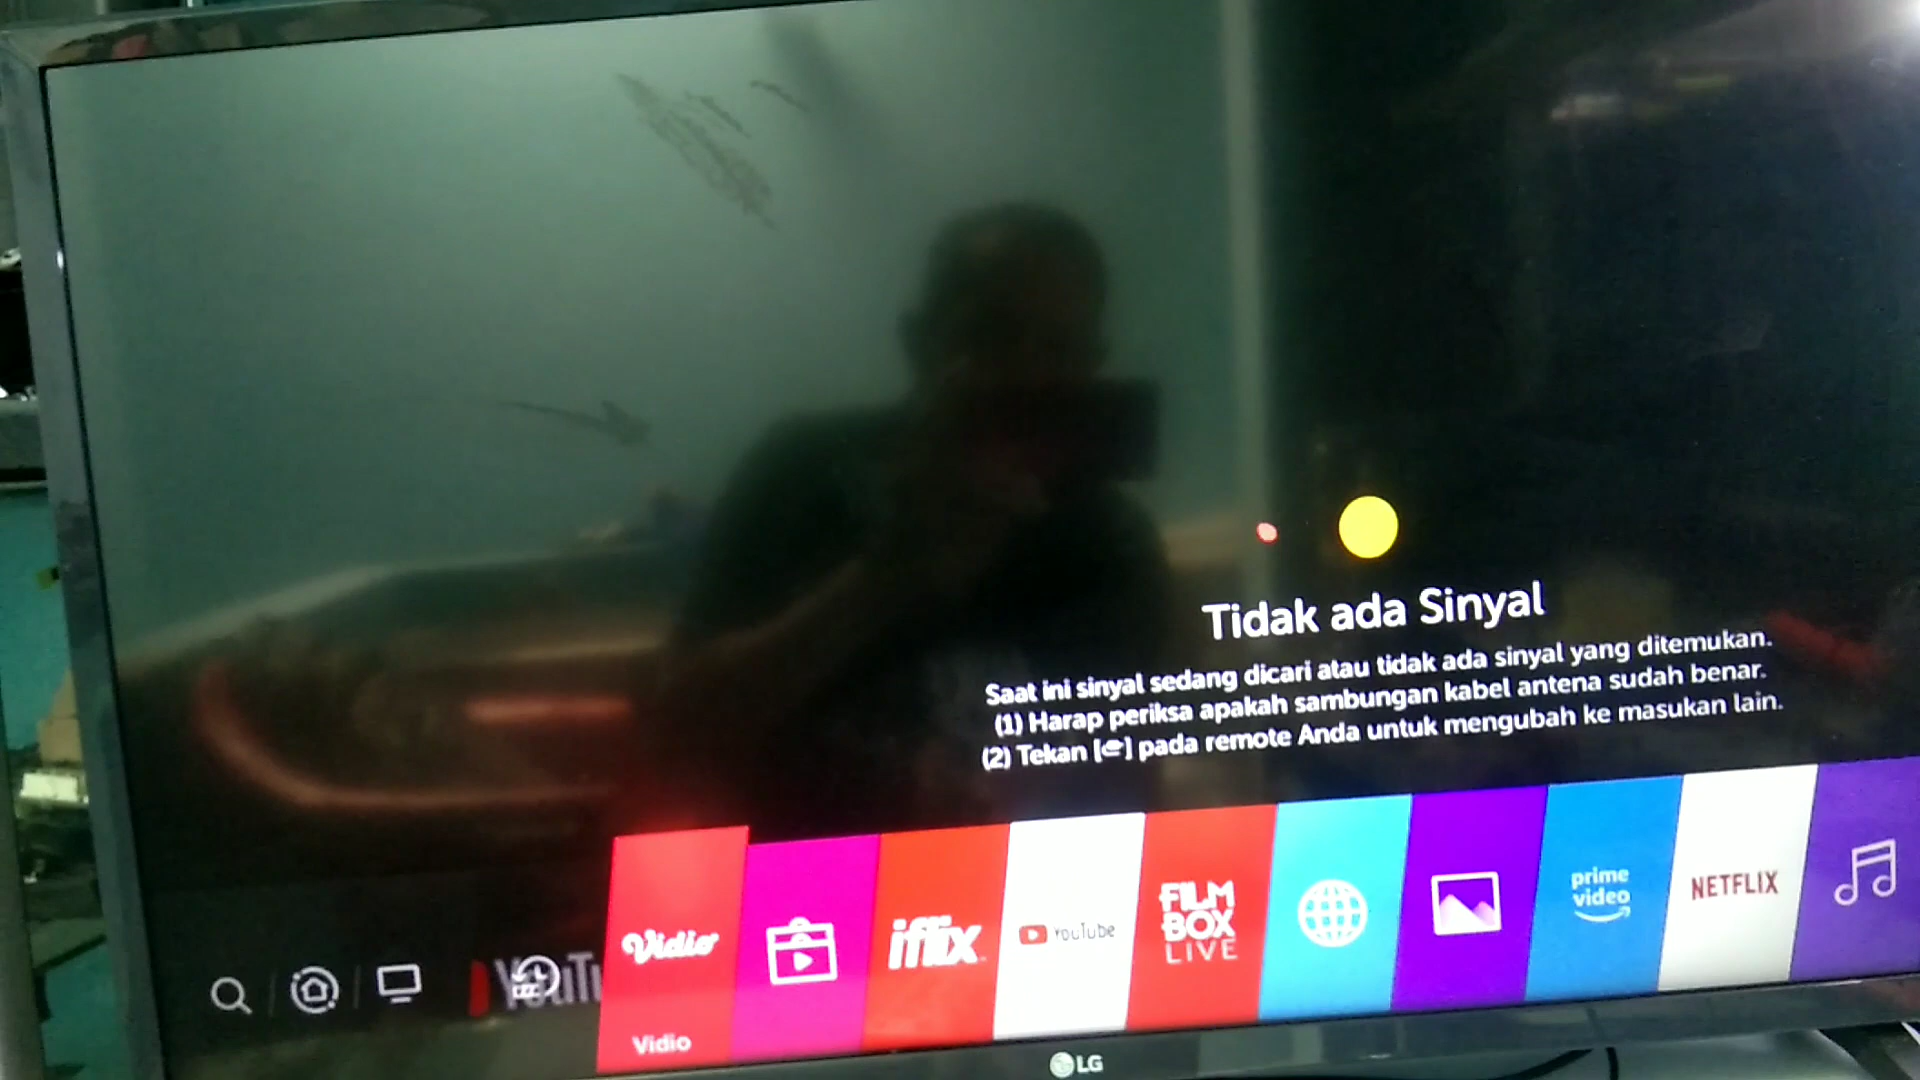 Tidak ada Sinyal
Saat ini sinyal sedang dicari atau tidak ada sinyal yang ditemukan.
(1) Harap periksa apakah sambungan kabel antena sudah benar.
(2) Tekan [ ] pada remote Anda untuk mengubah ke masukan lain.
Vidio
iflix
YouTube
FILM
BOX
LIVE
prime
video
NETFLIX
YouTu
Vidio
LG